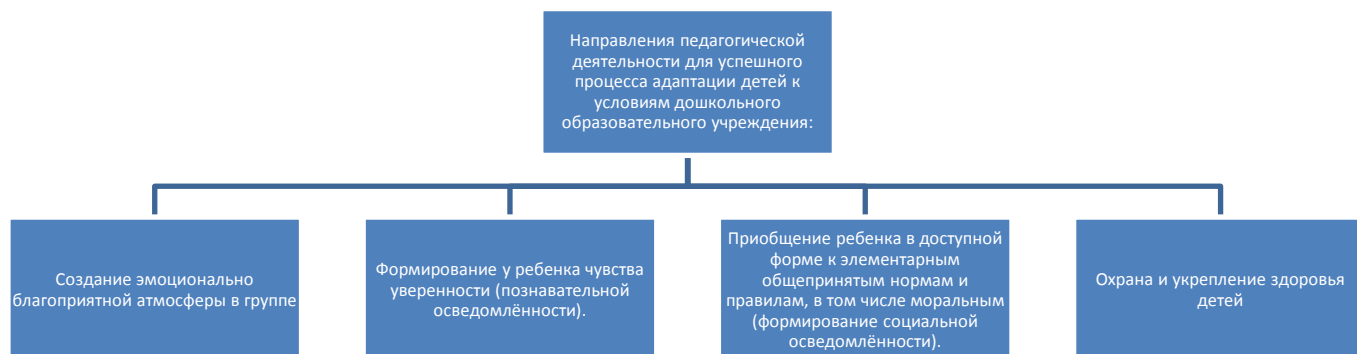 Направления педагогической
деятельности для успешного
процесса адаптации детей к
условиям дошкольного
образовательного учреждения:
Создание эмоционально
благоприятной атмосферы в группе
Формирование у ребенка чувства
уверенности (познавательной
осведомлённости).
Приобщение ребенка в доступной
форме к элементарным
общепринятым нормам и
правилам, в том числе моральным
(формирование социальной
осведомлённости).
Охрана и укрепление здоровья
детей